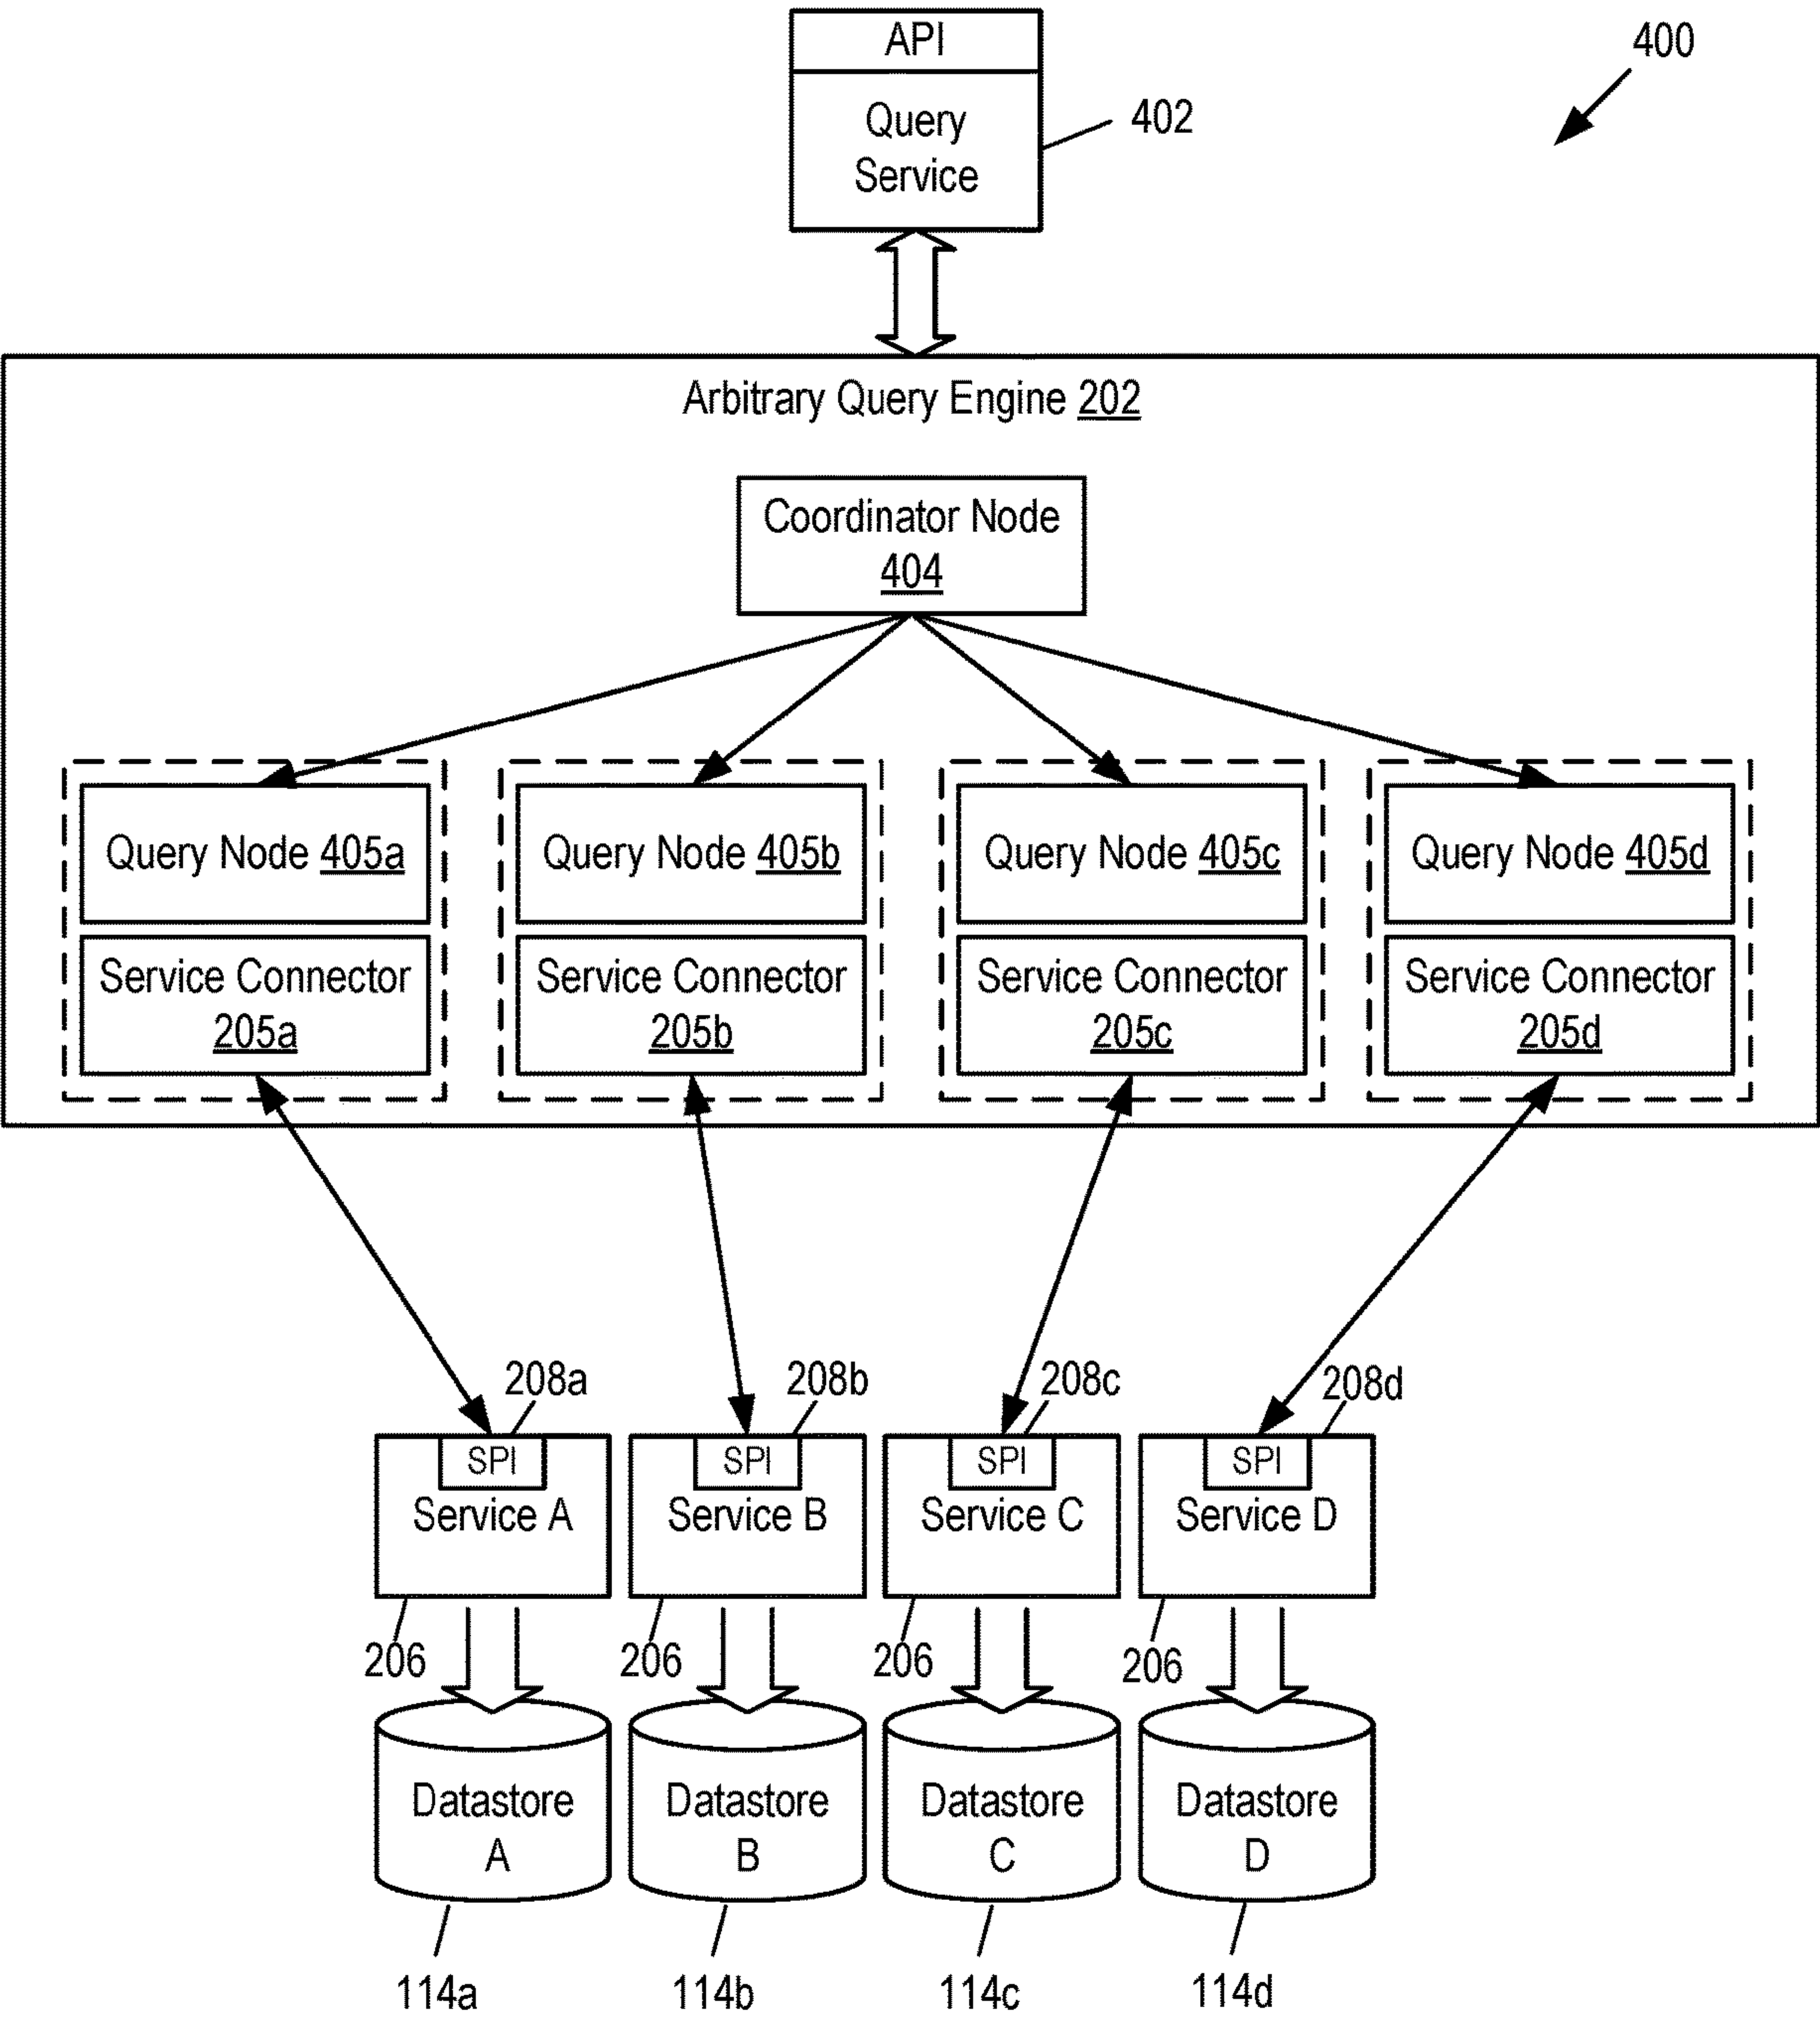 API
400
Query
Service
402
Arbitrary Query Engine 202
Coordinator Node
404
Query Node 405a
Query Node 405b
Query Node 405c
Query Node 405d
Service Connector
205a
Service Connector
205b
Service Connector
205c
Service Connector
205d
208a
208b
208c
208d
SPI
SPI
SPI
SPI
Service A
Service B
Service C
Service D
206
206
206
206
Datastore
A
Datastore
B
Datastore
C
Datastore
D
114a
114b
114c
114d